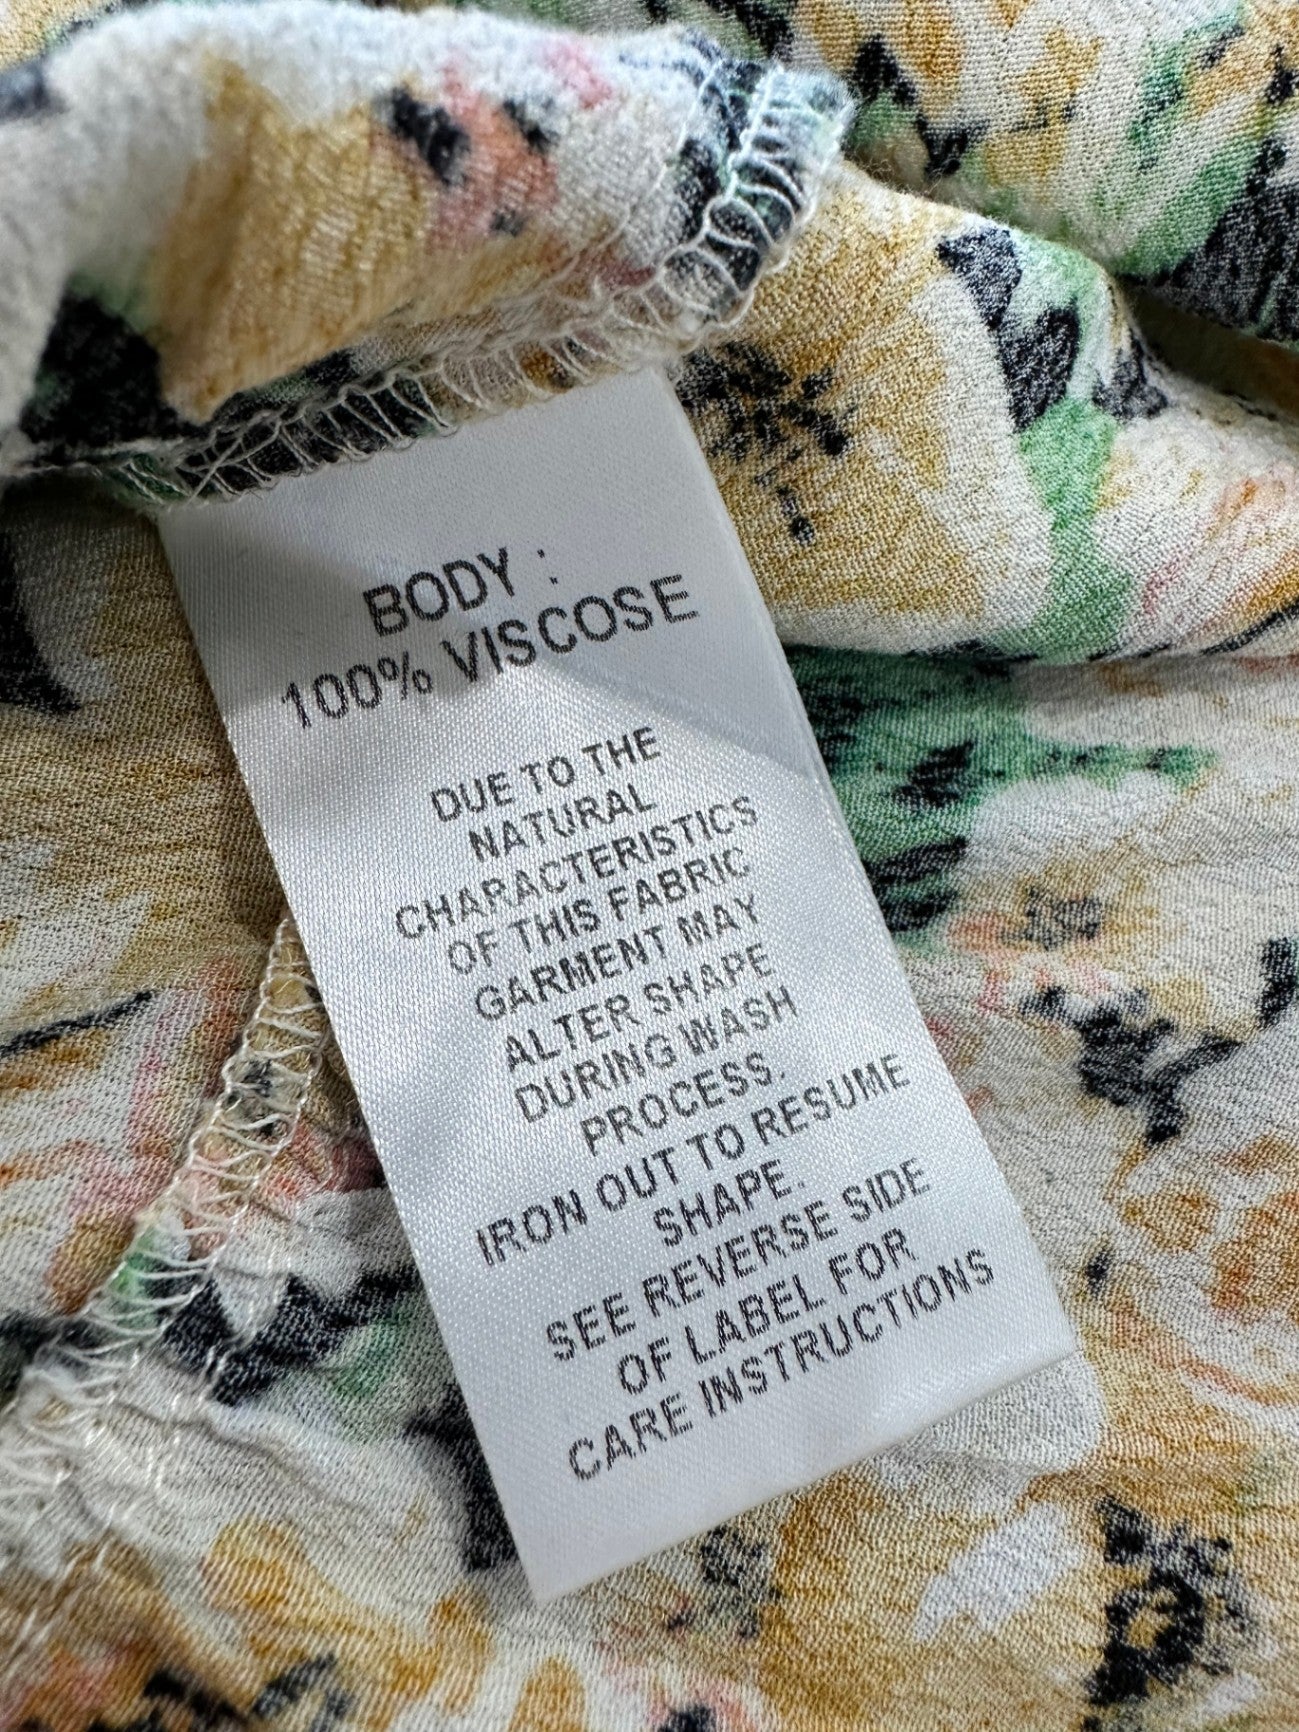 BODY :
100% VISCOSE
DUE TO THE
NATURAL
CHARACTERISTICS
OF THIS FABRIC
GARMENT MAY
ALTER SHAPE
DURING WASH
PROCESS.
IRON OUT TO RESUME
SHAPE.
SEE REVERSE SIDE
OF LABEL FOR
CARE INSTRUCTIONS